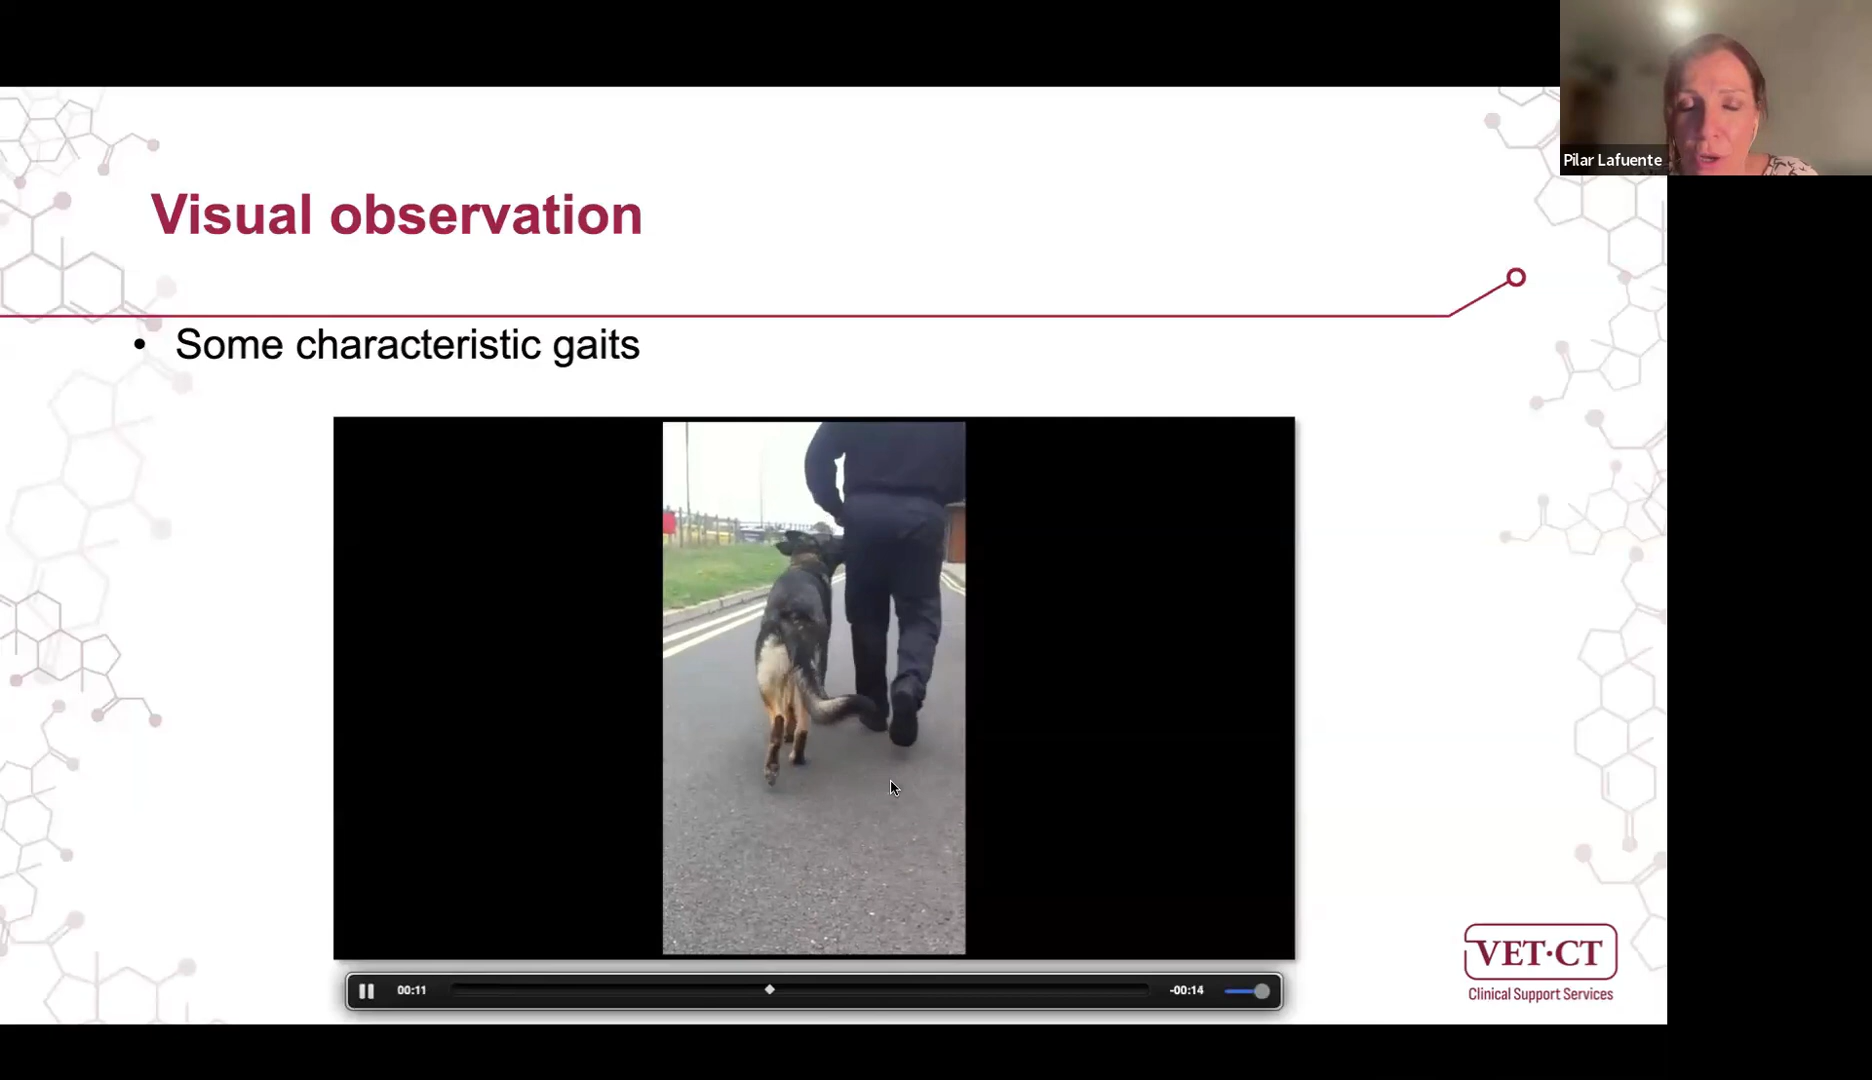 Pilar Lafuente
Visual observation
• Some characteristic gaits
00:11
-00:14
VET·CT
Clinical Support Services